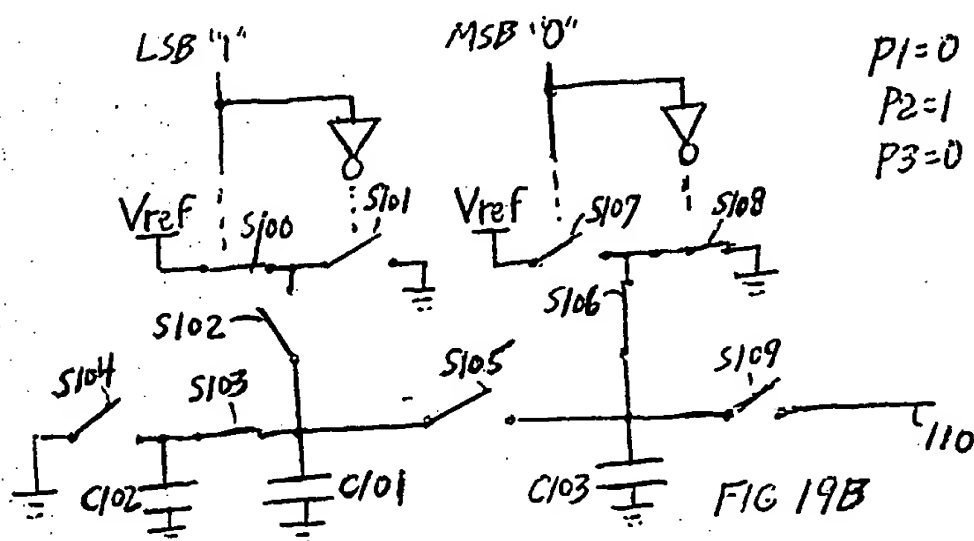 LSB "1"
MSB "0"
P1=0
P2=1
P3=0
Vref
S100
S101
Vref
S107
S108
S102
S106
S104
S103
S105
S109
110
C102
C101
C103
FIG 19B